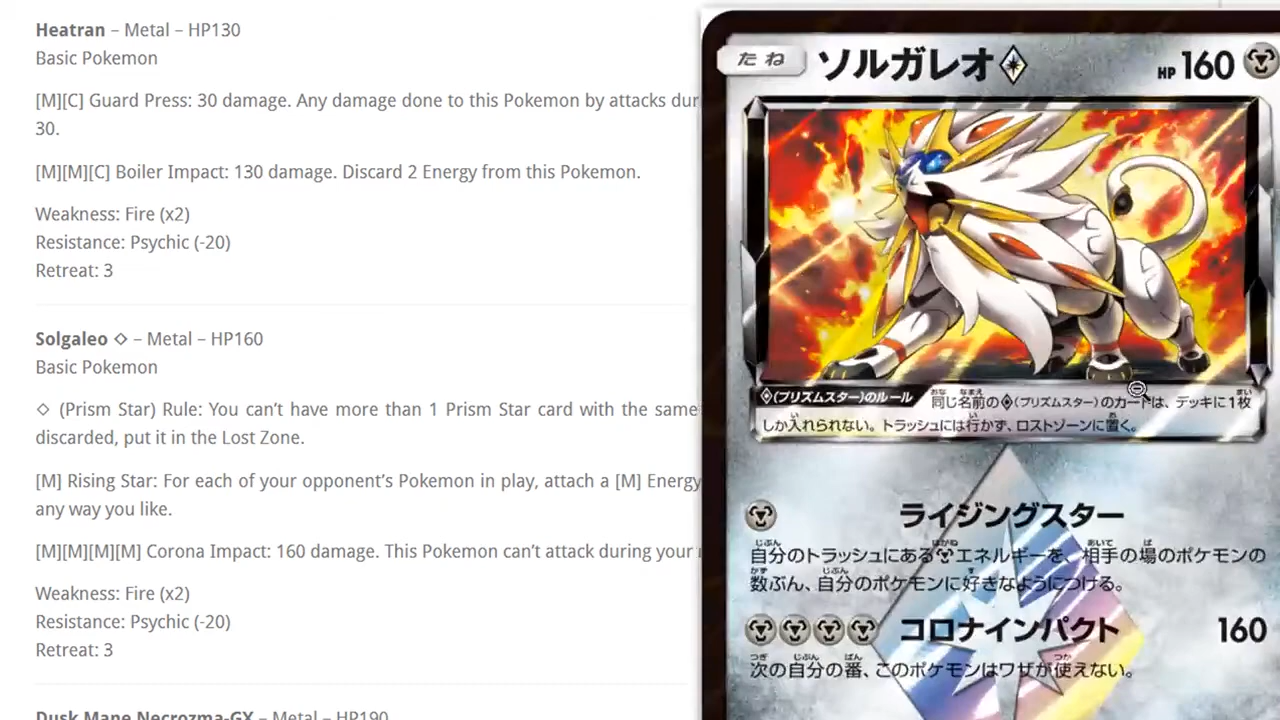 Heatran – Metal – HP130
Basic Pokemon
[M][C] Guard Press: 30 damage. Any damage done to this Pokemon by attacks dur
30.
[M][M][C] Boiler Impact: 130 damage. Discard 2 Energy from this Pokemon.
Weakness: Fire (x2)
Resistance: Psychic (-20)
Retreat: 3
Solgaleo ◇ – Metal – HP160
Basic Pokemon
◇ (Prism Star) Rule: You can’t have more than 1 Prism Star card with the same
discarded, put it in the Lost Zone.
[M] Rising Star: For each of your opponent’s Pokemon in play, attach a [M] Energy
any way you like.
[M][M][M][M] Corona Impact: 160 damage. This Pokemon can’t attack during your
Weakness: Fire (x2)
Resistance: Psychic (-20)
Retreat: 3
Dusk Mane Necrozma-GX – Metal – HP190
たね ソルガレオ◇ HP 160
◇(プリズムスター)のルール 同じ名前の◇(プリズムスター)のカードは、デッキに1枚
しか入れられない。トラッシュには行かず、ロストゾーンに置く。
ライジングスター
自分のトラッシュにあるエネルギーを、相手の場のポケモンの
数ぶん、自分のポケモンに好きなようにつける。
コロナインパクト 160
次の自分の番、このポケモンはワザが使えない。